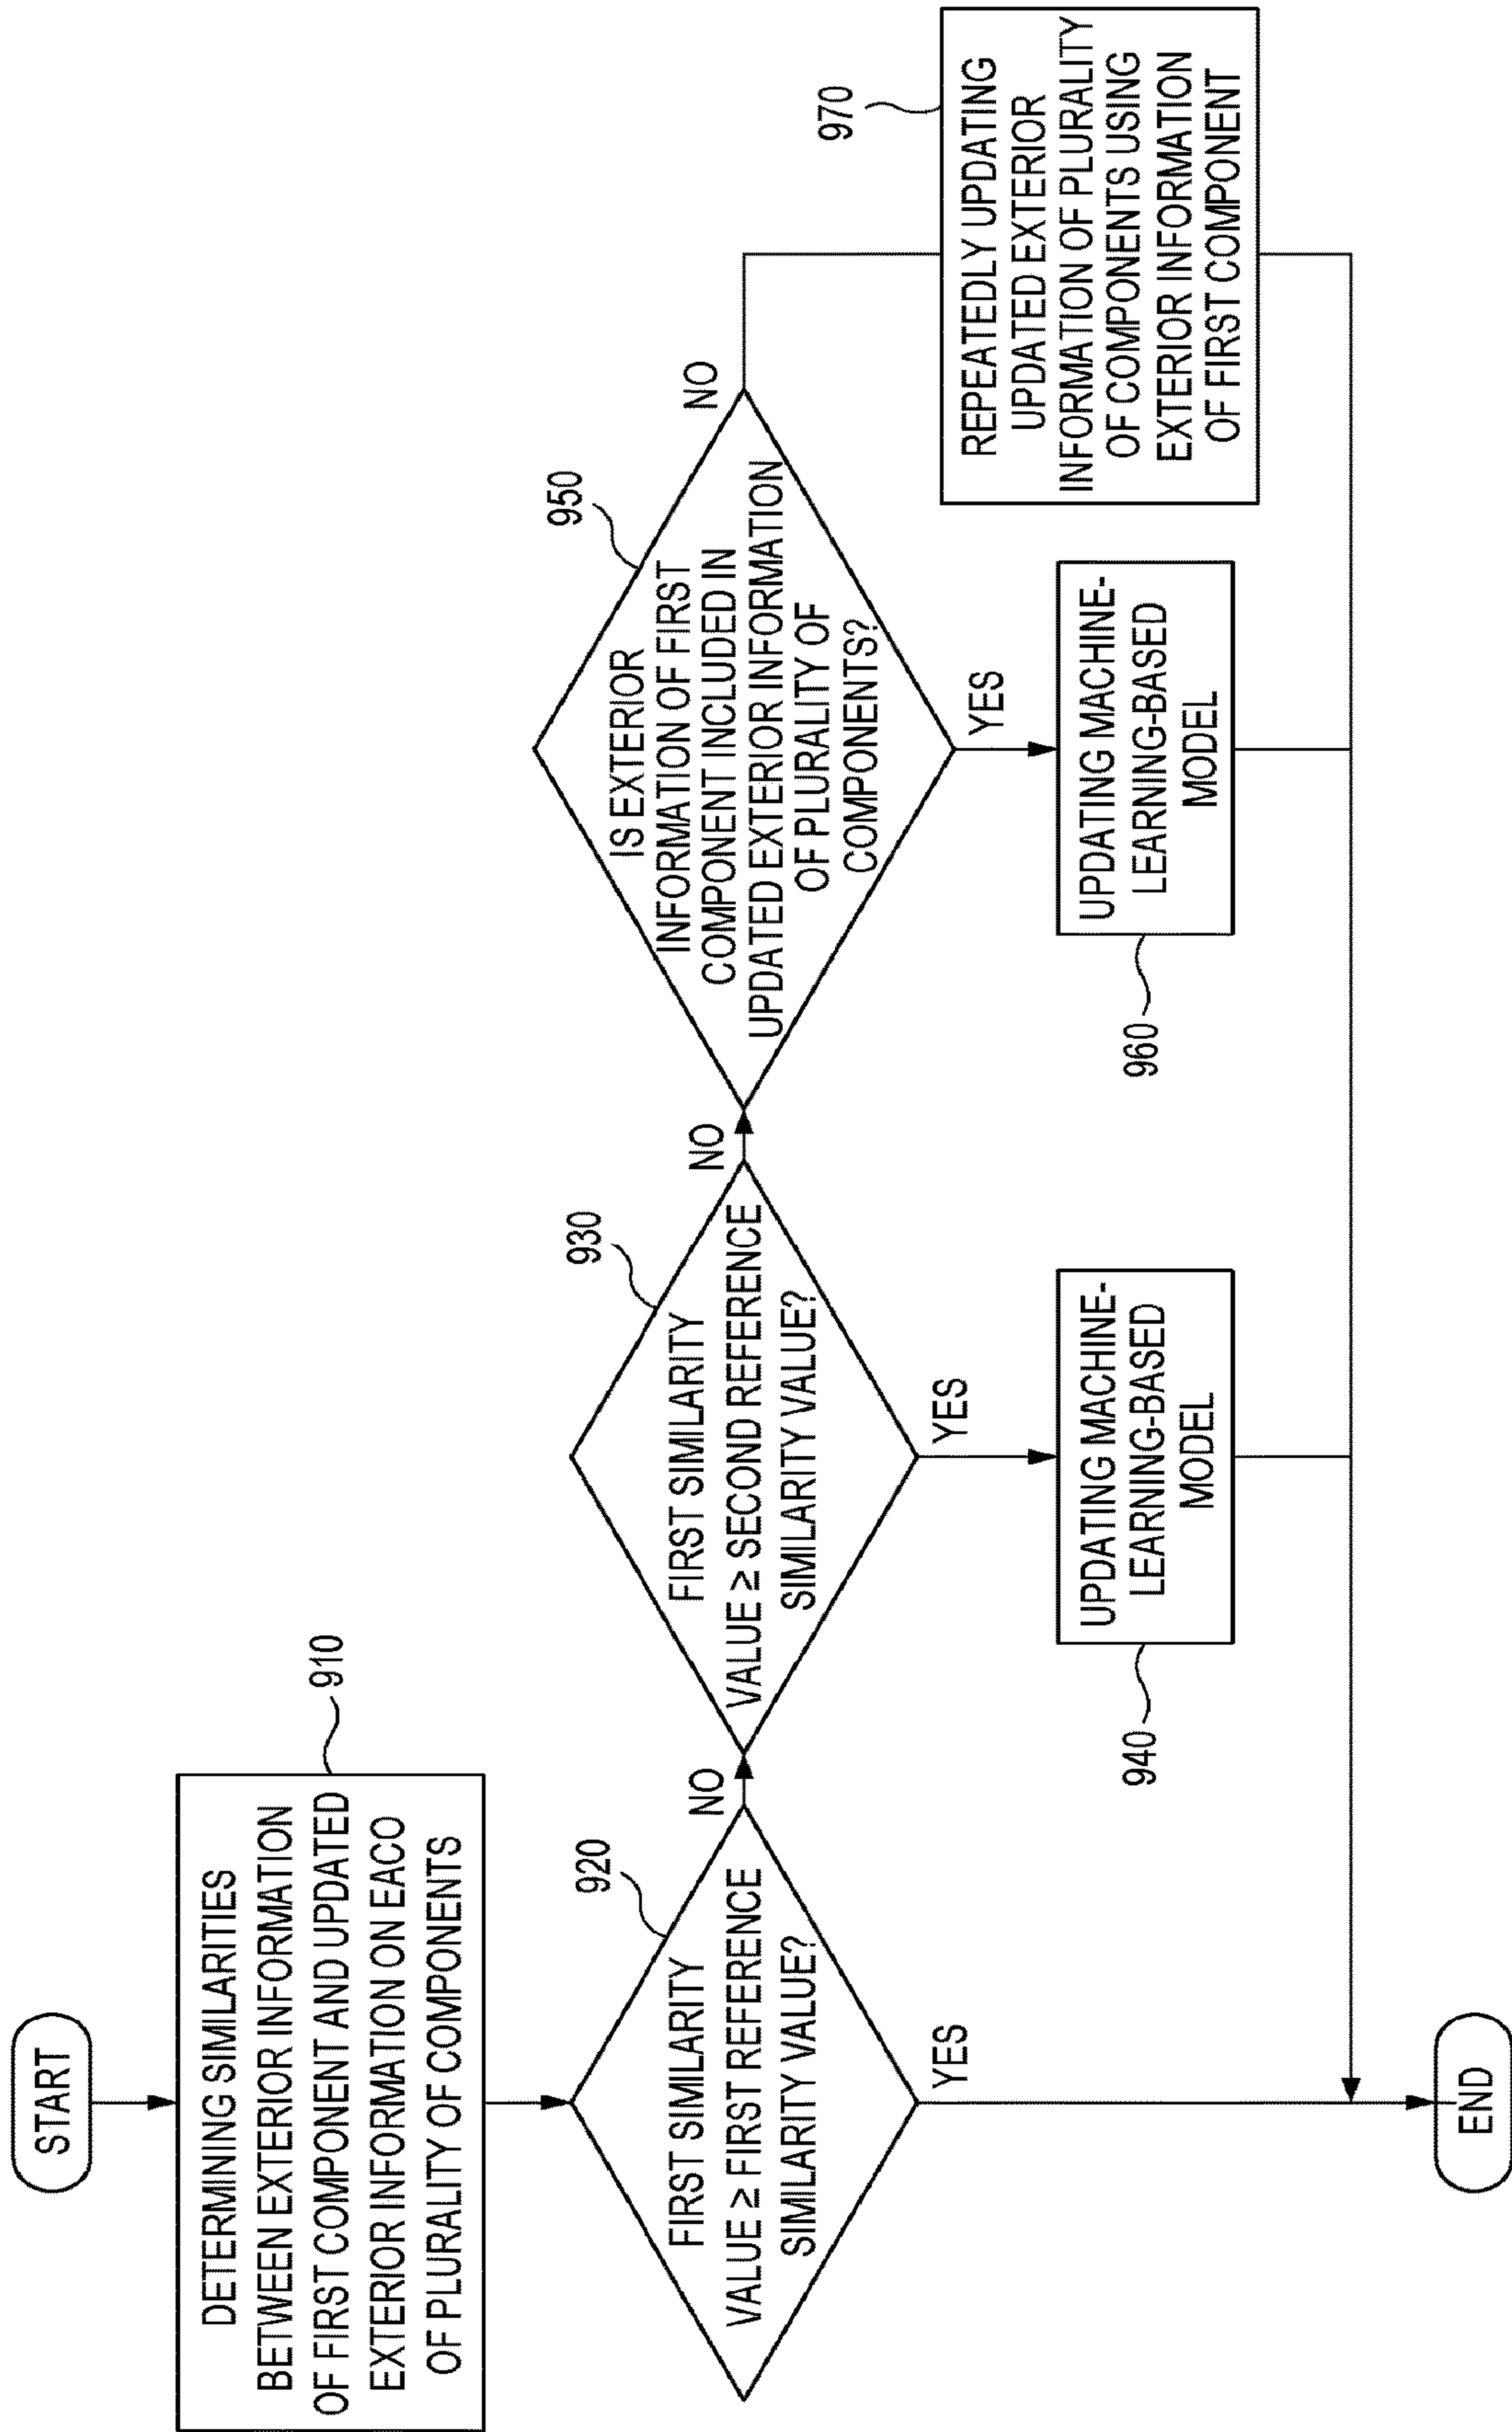 START
DETERMINING SIMILARITIES
BETWEEN EXTERIOR INFORMATION
OF FIRST COMPONENT AND UPDATED
EXTERIOR INFORMATION ON EACO
OF PLURALITY OF COMPONENTS
910
FIRST SIMILARITY
VALUE ≥ FIRST REFERENCE
SIMILARITY VALUE?
920
NO
YES
FIRST SIMILARITY
VALUE ≥ SECOND REFERENCE
SIMILARITY VALUE?
930
NO
YES
UPDATING MACHINE-
LEARNING-BASED
MODEL
940
IS EXTERIOR
INFORMATION OF FIRST
COMPONENT INCLUDED IN
UPDATED EXTERIOR INFORMATION
OF PLURALITY OF
COMPONENTS?
950
NO
YES
UPDATING MACHINE-
LEARNING-BASED
MODEL
960
REPEATEDLY UPDATING
UPDATED EXTERIOR
INFORMATION OF PLURALITY
OF COMPONENTS USING
EXTERIOR INFORMATION
OF FIRST COMPONENT
970
END